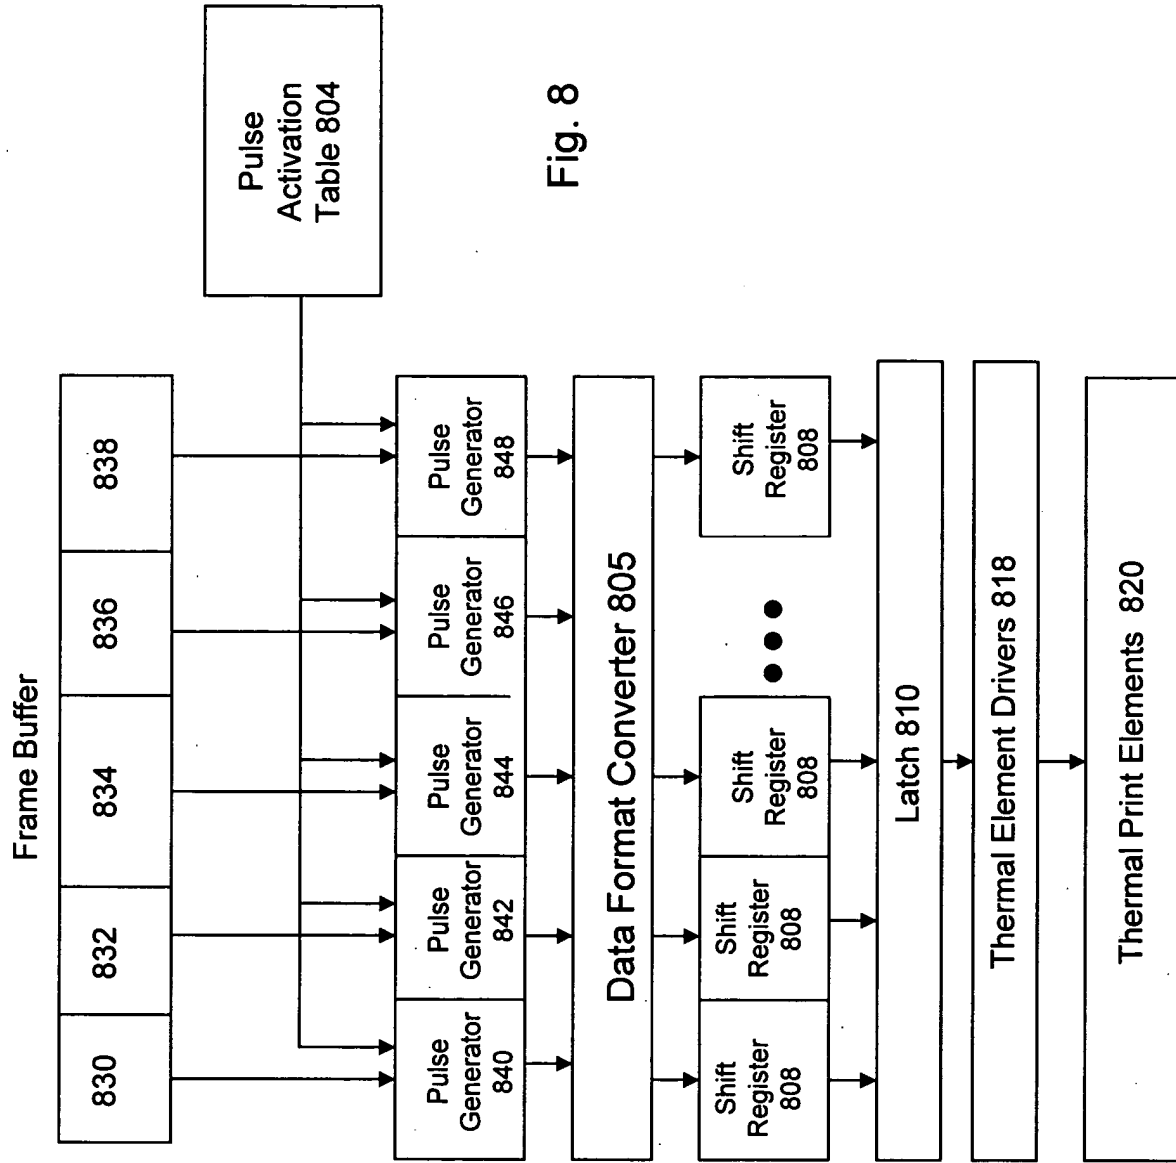 Frame Buffer
830
832
834
836
838
Pulse
Activation
Table 804
Pulse
Generator
840
Pulse
Generator
842
Pulse
Generator
844
Pulse
Generator
846
Pulse
Generator
848
Data Format Converter 805
Shift
Register
808
Shift
Register
808
Shift
Register
808
Shift
Register
808
Latch 810
Thermal Element Drivers 818
Thermal Print Elements 820
Fig. 8